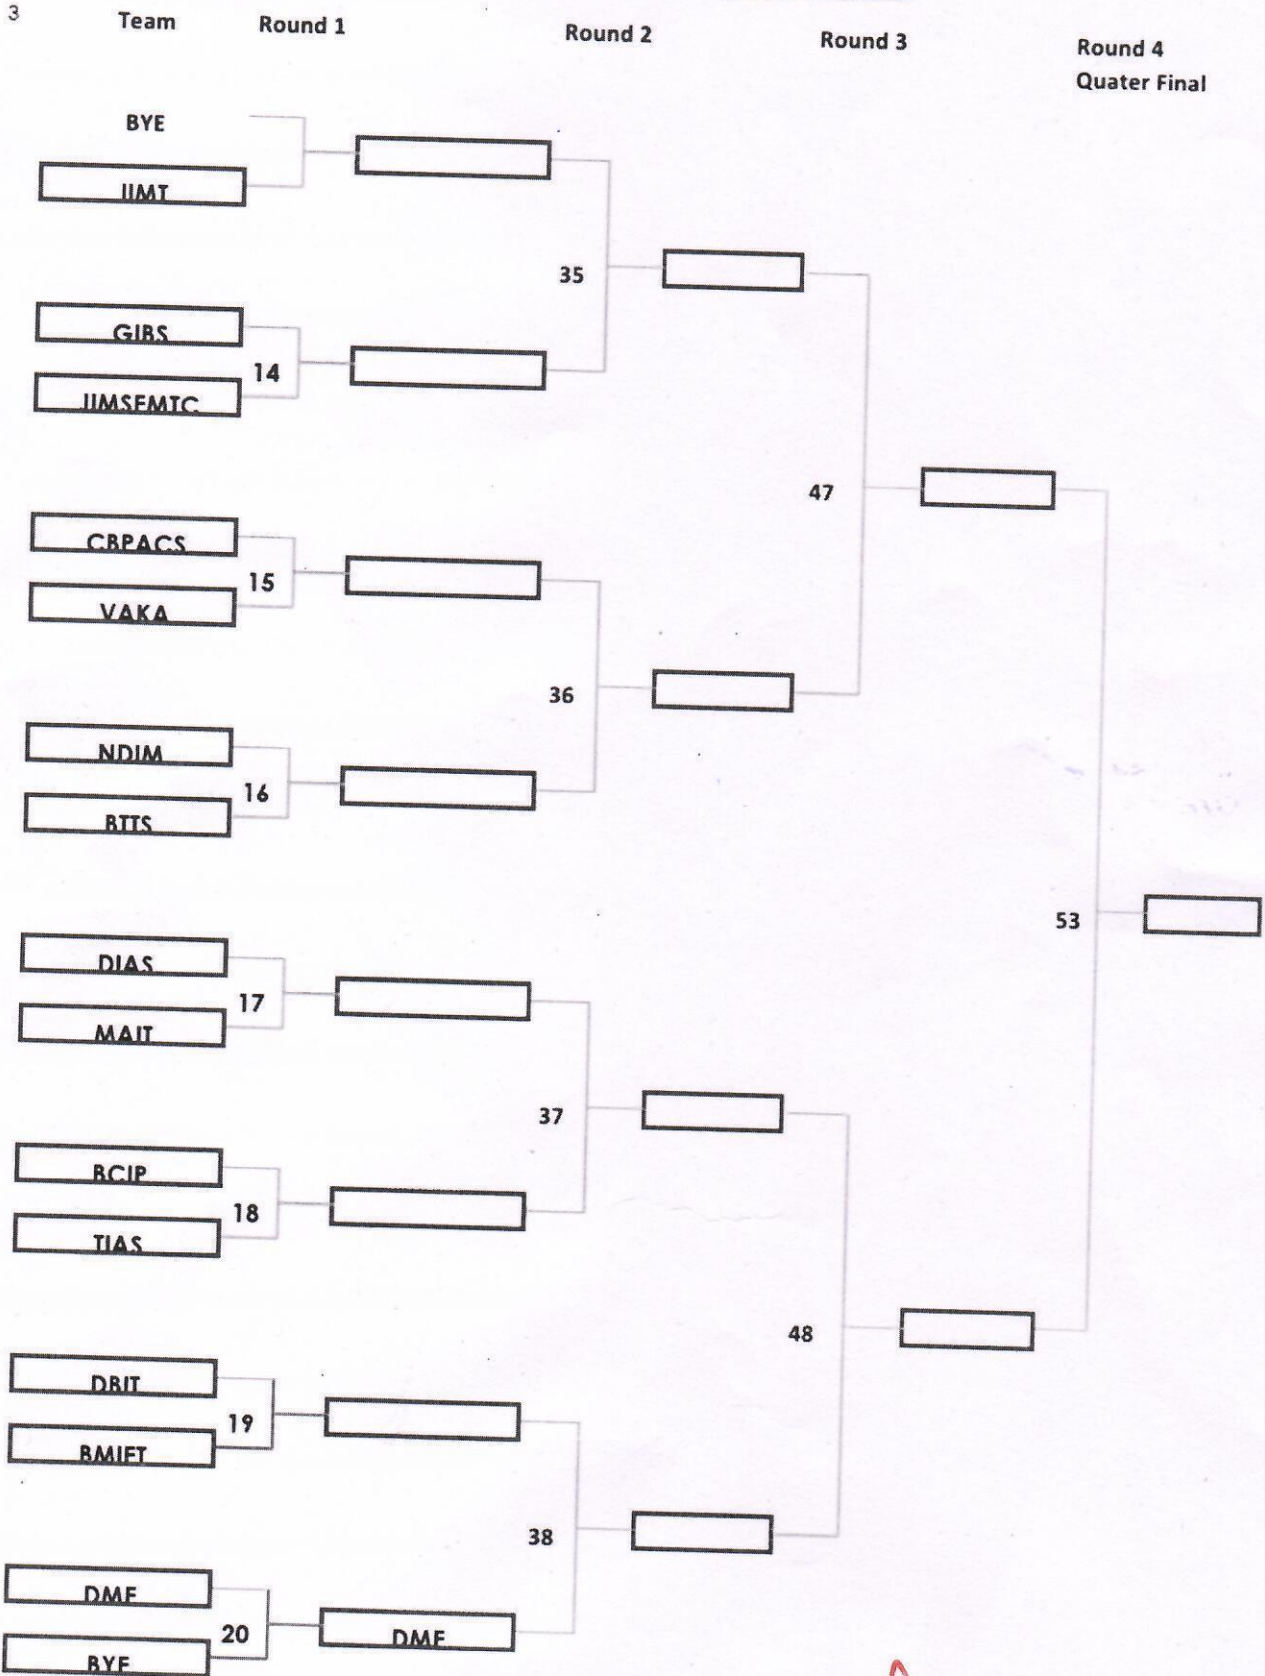 3
Team Round 1 Round 2 Round 3 Round 4
Quater Final
BYE
IIMT
35
GIBS
14
JIMSEMTC
47
CBPACS
15
VAKA
36
NDIM
16
BTTS
53
DIAS
17
MAIT
37
BCIP
18
TIAS
48
DBIT
19
BMIET
38
DME
20 DME
BYE